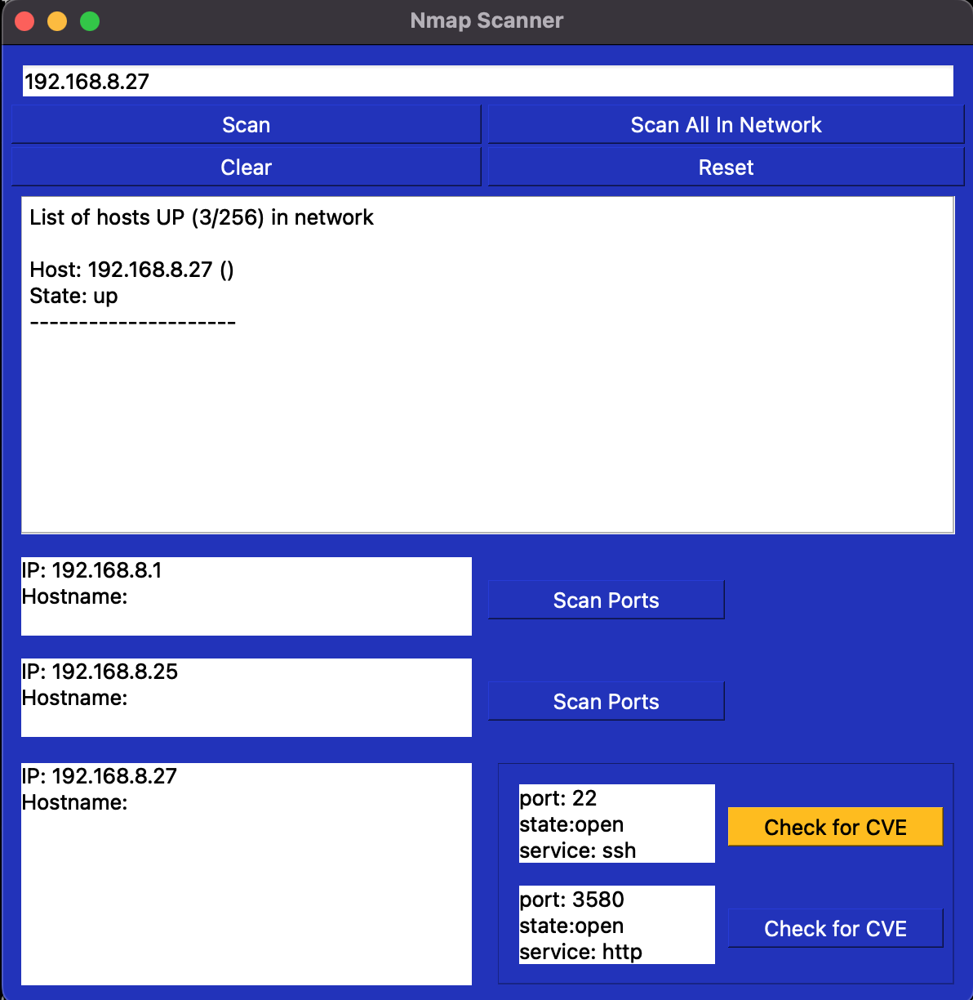 Nmap Scanner
192.168.8.27
Scan
Scan All In Network
Clear
Reset
List of hosts UP (3/256) in network
Host: 192.168.8.27 ()
State: up
---------------------
IP: 192.168.8.1
Hostname:
Scan Ports
IP: 192.168.8.25
Hostname:
Scan Ports
IP: 192.168.8.27
Hostname:
port: 22
state:open
service: ssh
Check for CVE
port: 3580
state:open
service: http
Check for CVE